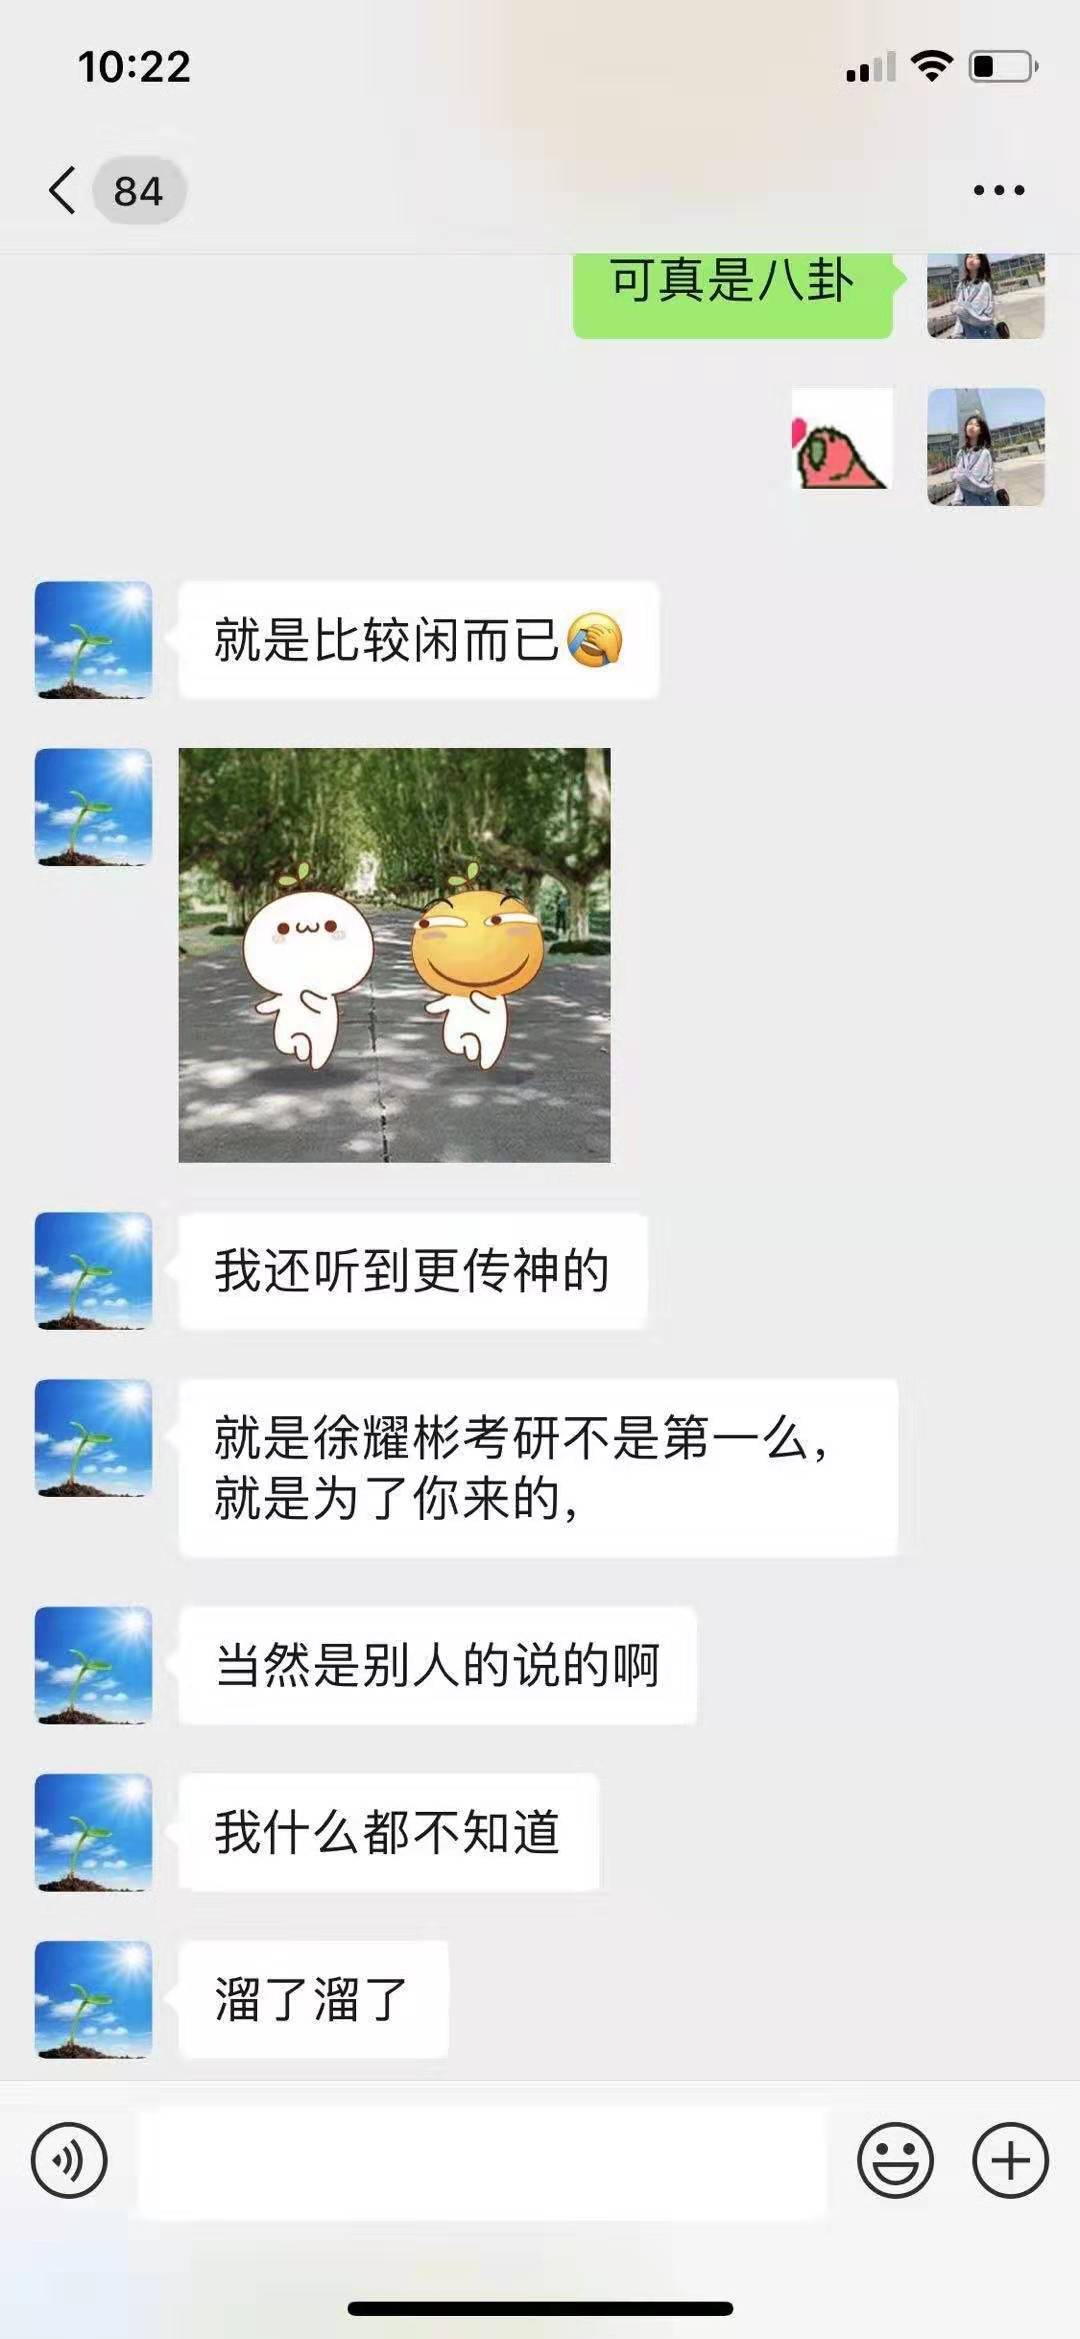 10:22
84
可真是八卦
就是比较闲而已
我还听到更传神的
就是徐耀彬考研不是第一么，
就是为了你来的，
当然是别人的说的啊
我什么都不知道
溜了溜了